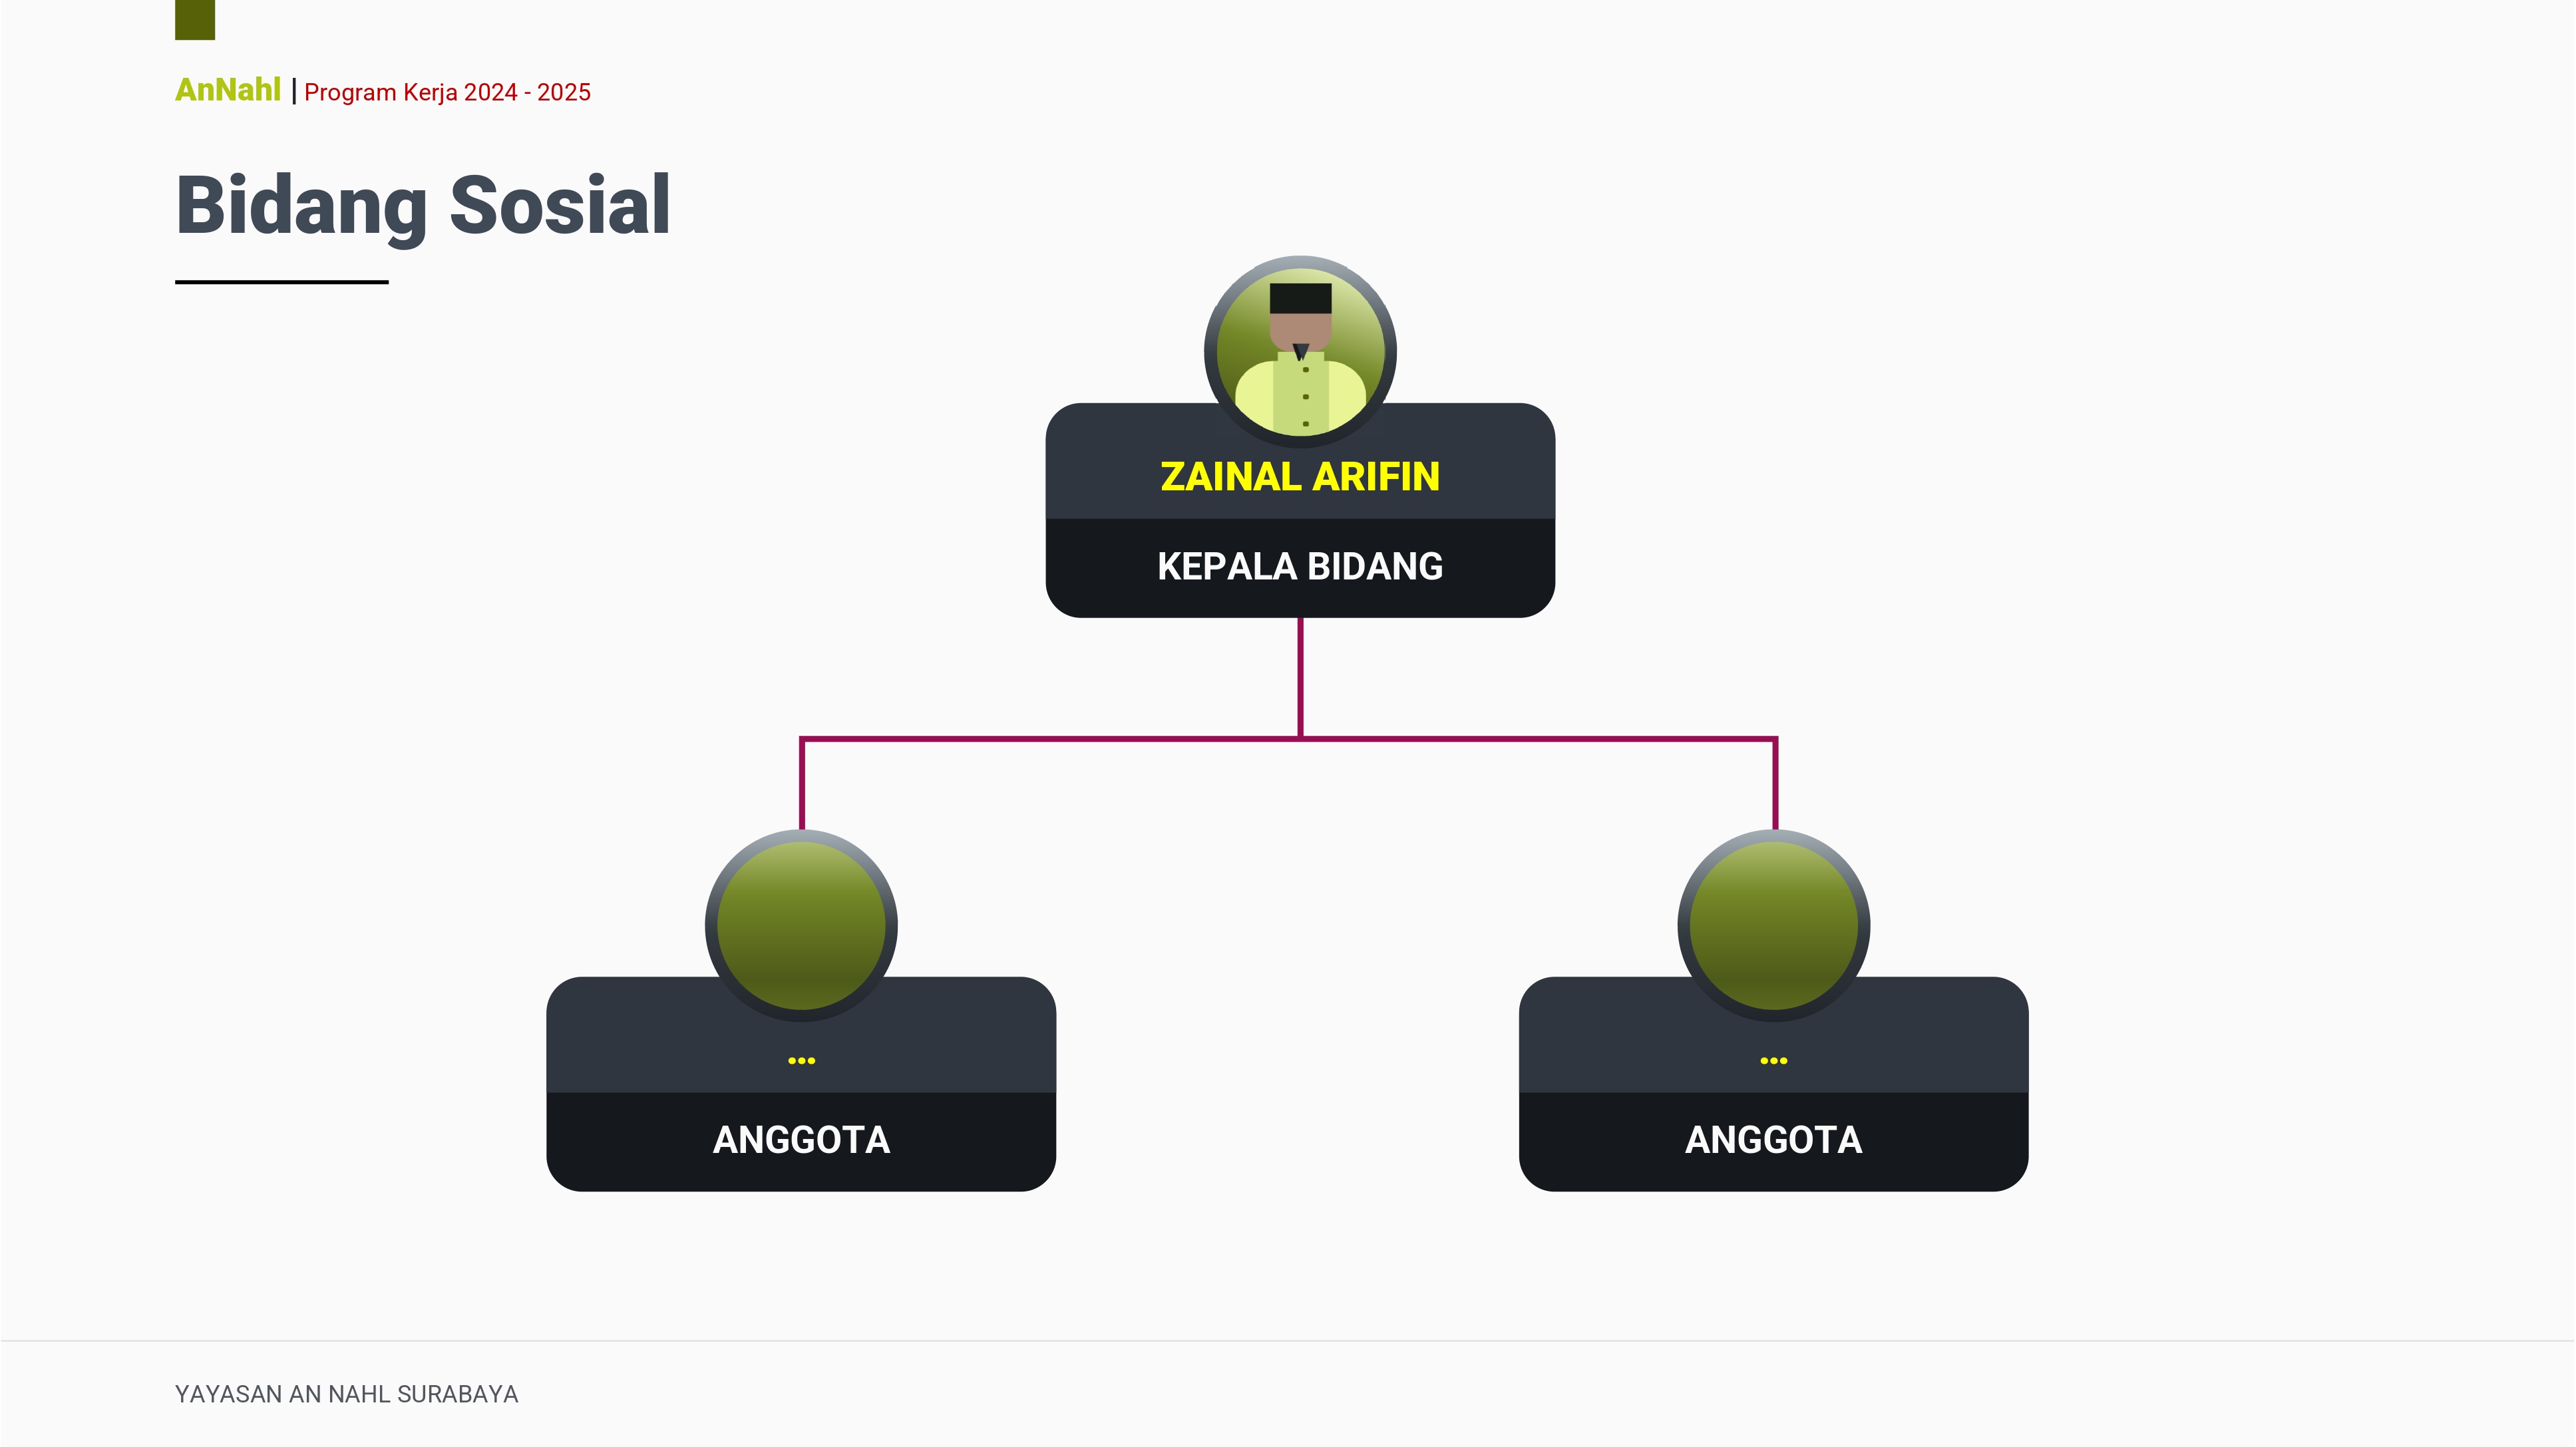 AnNahl | Program Kerja 2024 - 2025
Bidang Sosial
ZAINAL ARIFIN
KEPALA BIDANG
...
ANGGOTA
...
ANGGOTA
YAYASAN AN NAHL SURABAYA